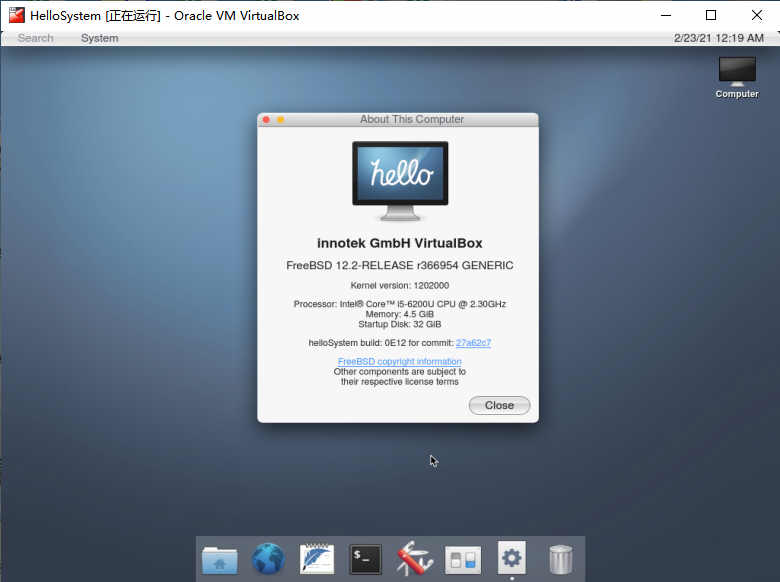 HelloSystem [正在运行] - Oracle VM VirtualBox
Search System 2/23/21 12:19 AM
Computer
About This Computer
hello
innotek GmbH VirtualBox
FreeBSD 12.2-RELEASE r366954 GENERIC
Kernel version: 1202000
Processor: Intel® Core™ i5-6200U CPU @ 2.30GHz
Memory: 4.5 GiB
Startup Disk: 32 GiB
helloSystem build: 0E12 for commit: 27a62c7
FreeBSD copyright information
Other components are subject to
their respective license terms
Close
$_